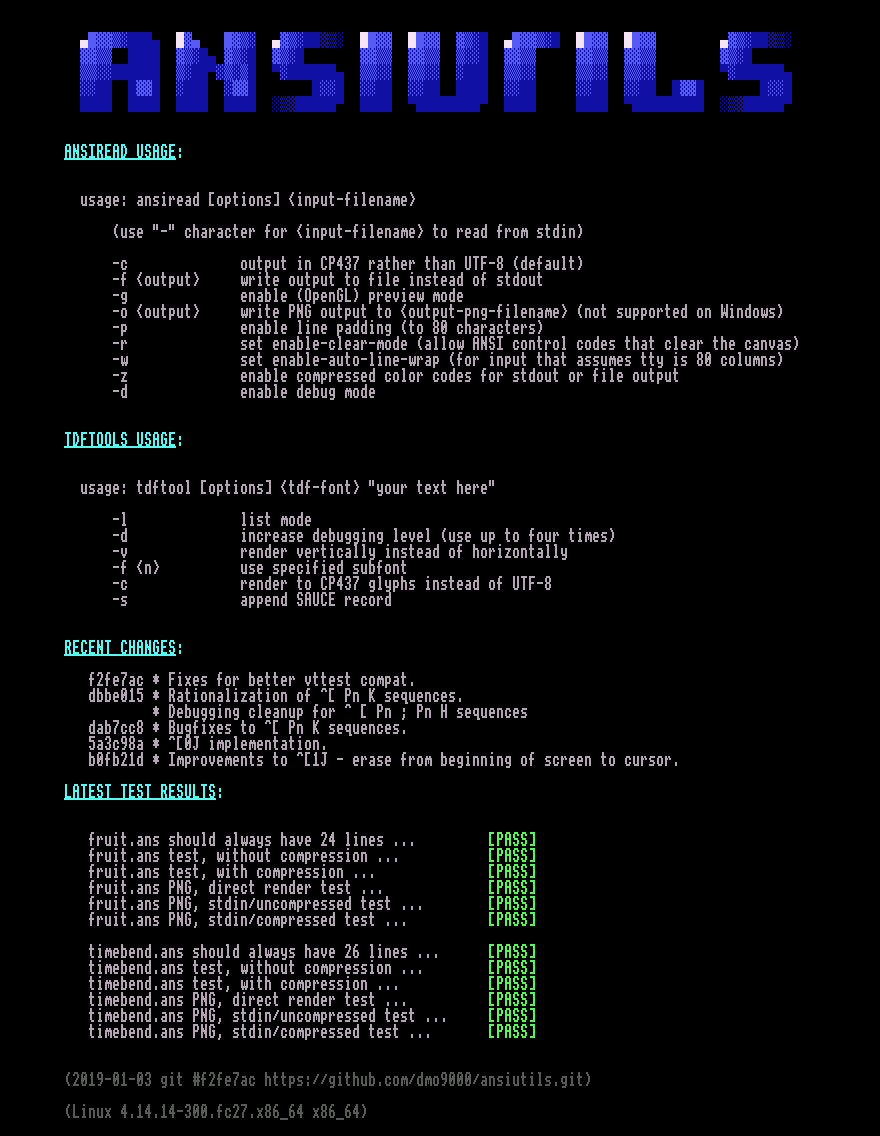 ANSIUTILS
ANSIREAD USAGE:
usage: ansiread [options] <input-filename>
(use "-" character for <input-filename> to read from stdin)
-c output in CP437 rather than UTF-8 (default)
-f <output> write output to file instead of stdout
-g enable (OpenGL) preview mode
-o <output> write PNG output to <output-png-filename> (not supported on Windows)
-p enable line padding (to 80 characters)
-r set enable-clear-mode (allow ANSI control codes that clear the canvas)
-w set enable-auto-line-wrap (for input that assumes tty is 80 columns)
-z enable compressed color codes for stdout or file output
-d enable debug mode
TDFTOOLS USAGE:
usage: tdftool [options] <tdf-font> "your text here"
-l list mode
-d increase debugging level (use up to four times)
-v render vertically instead of horizontally
-f <n> use specified subfont
-c render to CP437 glyphs instead of UTF-8
-s append SAUCE record
RECENT CHANGES:
f2fe7ac * Fixes for better vttest compat.
dbbe015 * Rationalization of ^[ Pn K sequences.
* Debugging cleanup for ^ [ Pn ; Pn H sequences
dab7cc8 * Bugfixes to ^[ Pn K sequences.
5a3c98a * ^[0J implementation.
b0fb21d * Improvements to ^[1J - erase from beginning of screen to cursor.
LATEST TEST RESULTS:
fruit.ans should always have 24 lines ... [PASS]
fruit.ans test, without compression ... [PASS]
fruit.ans test, with compression ... [PASS]
fruit.ans PNG, direct render test ... [PASS]
fruit.ans PNG, stdin/uncompressed test ... [PASS]
fruit.ans PNG, stdin/compressed test ... [PASS]
timebend.ans should always have 26 lines ... [PASS]
timebend.ans test, without compression ... [PASS]
timebend.ans test, with compression ... [PASS]
timebend.ans PNG, direct render test ... [PASS]
timebend.ans PNG, stdin/uncompressed test ... [PASS]
timebend.ans PNG, stdin/compressed test ... [PASS]
(2019-01-03 git #f2fe7ac https://github.com/dmo9000/ansiutils.git)
(Linux 4.14.14-300.fc27.x86_64 x86_64)